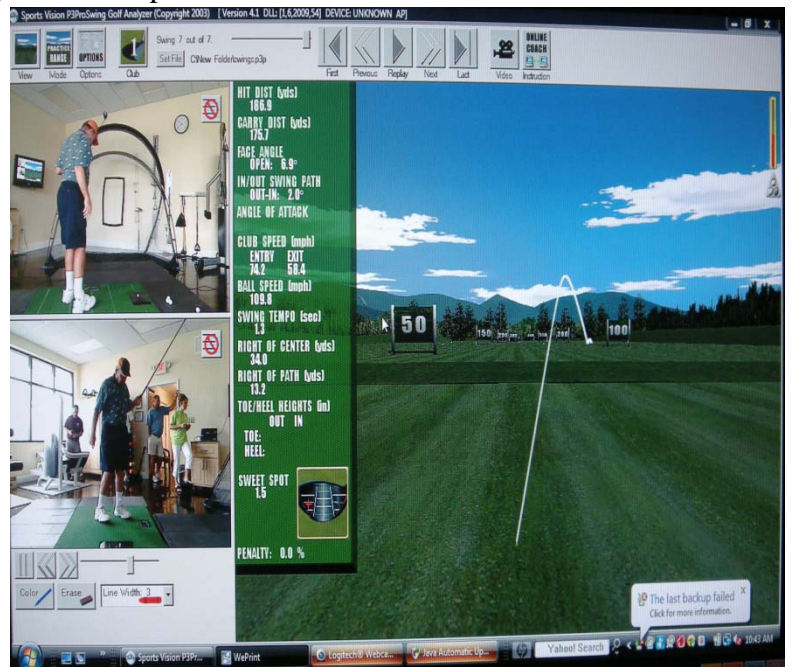 Sports Vision P3ProSwing Golf Analyzer (Copyright 2003) [Version 4.1 DLL: [1,6,2009,54] DEVICE: UNKNOWN AP]
PRACTICE
RANGE
OPTIONS
1
Swing 7 out of 7.
Set File C:\New Folder\swings.p3p
ONLINE
COACH
View Mode Options Club First Previous Replay Next Last Video Instruction
HIT DIST (yds)
186.9
CARRY DIST (yds)
175.7
FACE ANGLE
OPEN: 6.9°
IN/OUT SWING PATH
OUT-IN: 2.0°
ANGLE OF ATTACK
CLUB SPEED (mph)
ENTRY EXIT
74.2 58.4
BALL SPEED (mph)
109.8
SWING TEMPO (sec)
1.3
RIGHT OF CENTER (yds)
34.0
RIGHT OF PATH (yds)
13.2
TOE/HEEL HEIGHTS (in)
OUT IN
TOE:
HEEL:
SWEET SPOT
1.5
PENALTY: 0.0 %
50
150
200
100
Color Erase Line Width: 3
The last backup failed
Click for more information.
Sports Vision P3Pr... WePrint Logitech® Webca... Java Automatic Up... Yahoo! Search 10:43 AM